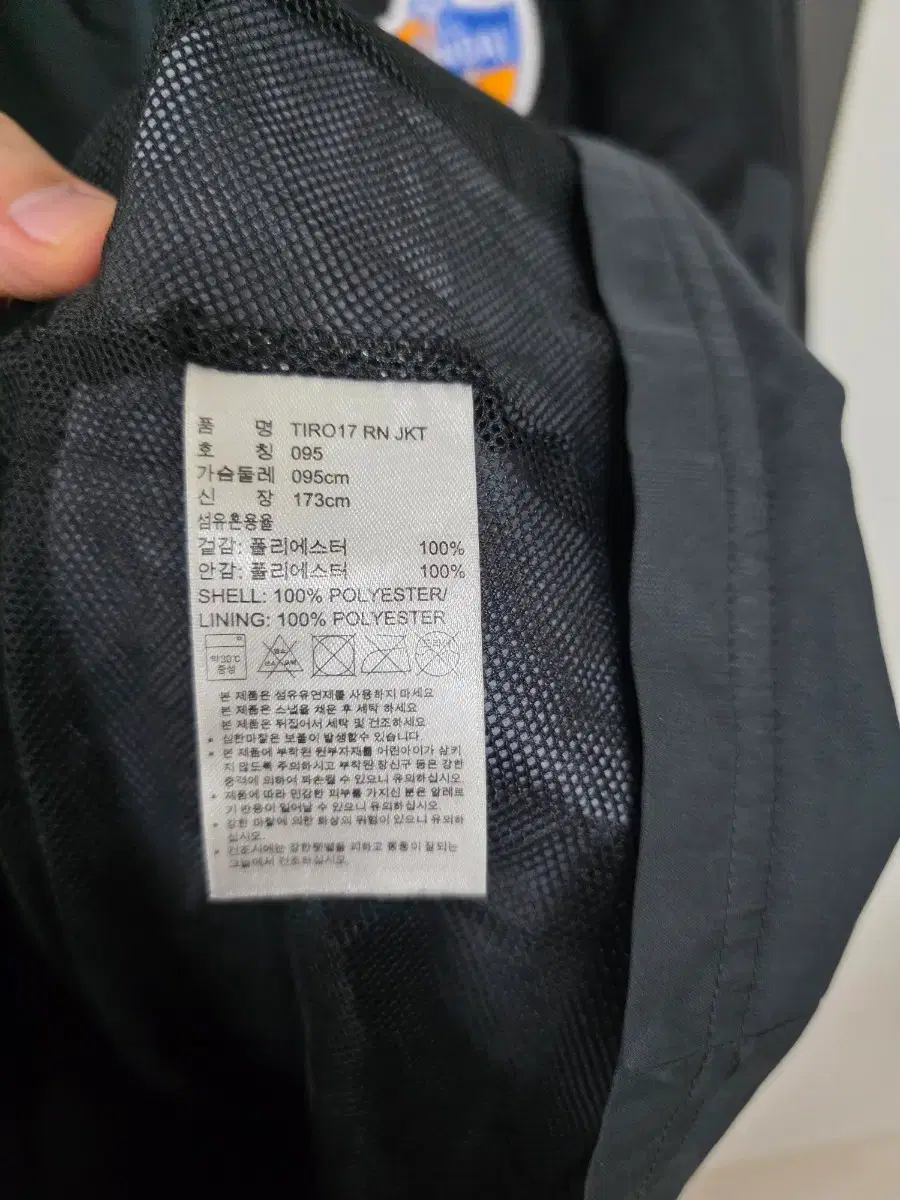 품 명 TIRO17 RN JKT
호 칭 095
가슴둘레 095cm
신 장 173cm
섬유혼용율
겉감: 폴리에스터 100%
안감: 폴리에스터 100%
SHELL: 100% POLYESTER/
LINING: 100% POLYESTER
약30℃
중성
본 제품은 섬유유연제를 사용하지 마세요
본 제품은 스냅을 채운 후 세탁 하세요
본 제품은 뒤집어서 세탁 및 건조하세요
• 심한마찰은 보풀이 발생할수 있습니다.
• 본 제품에 부착된 원부자재를 어린아이가 삼키
지 않도록 주의하시고 부착된 장신구 등은 강한
충격에 의하여 파손될 수 있으니 유의하십시오.
• 제품에 따라 민감한 피부를 가지신 분은 알레르
기 반응이 일어날 수 있으니 유의하십시오.
• 강한 마찰에 의한 화상의 위험이 있으니 유의하
십시오.
• 건조시에는 강한햇볕을 피하고 통풍이 잘되는
그늘에서 건조하십시오.